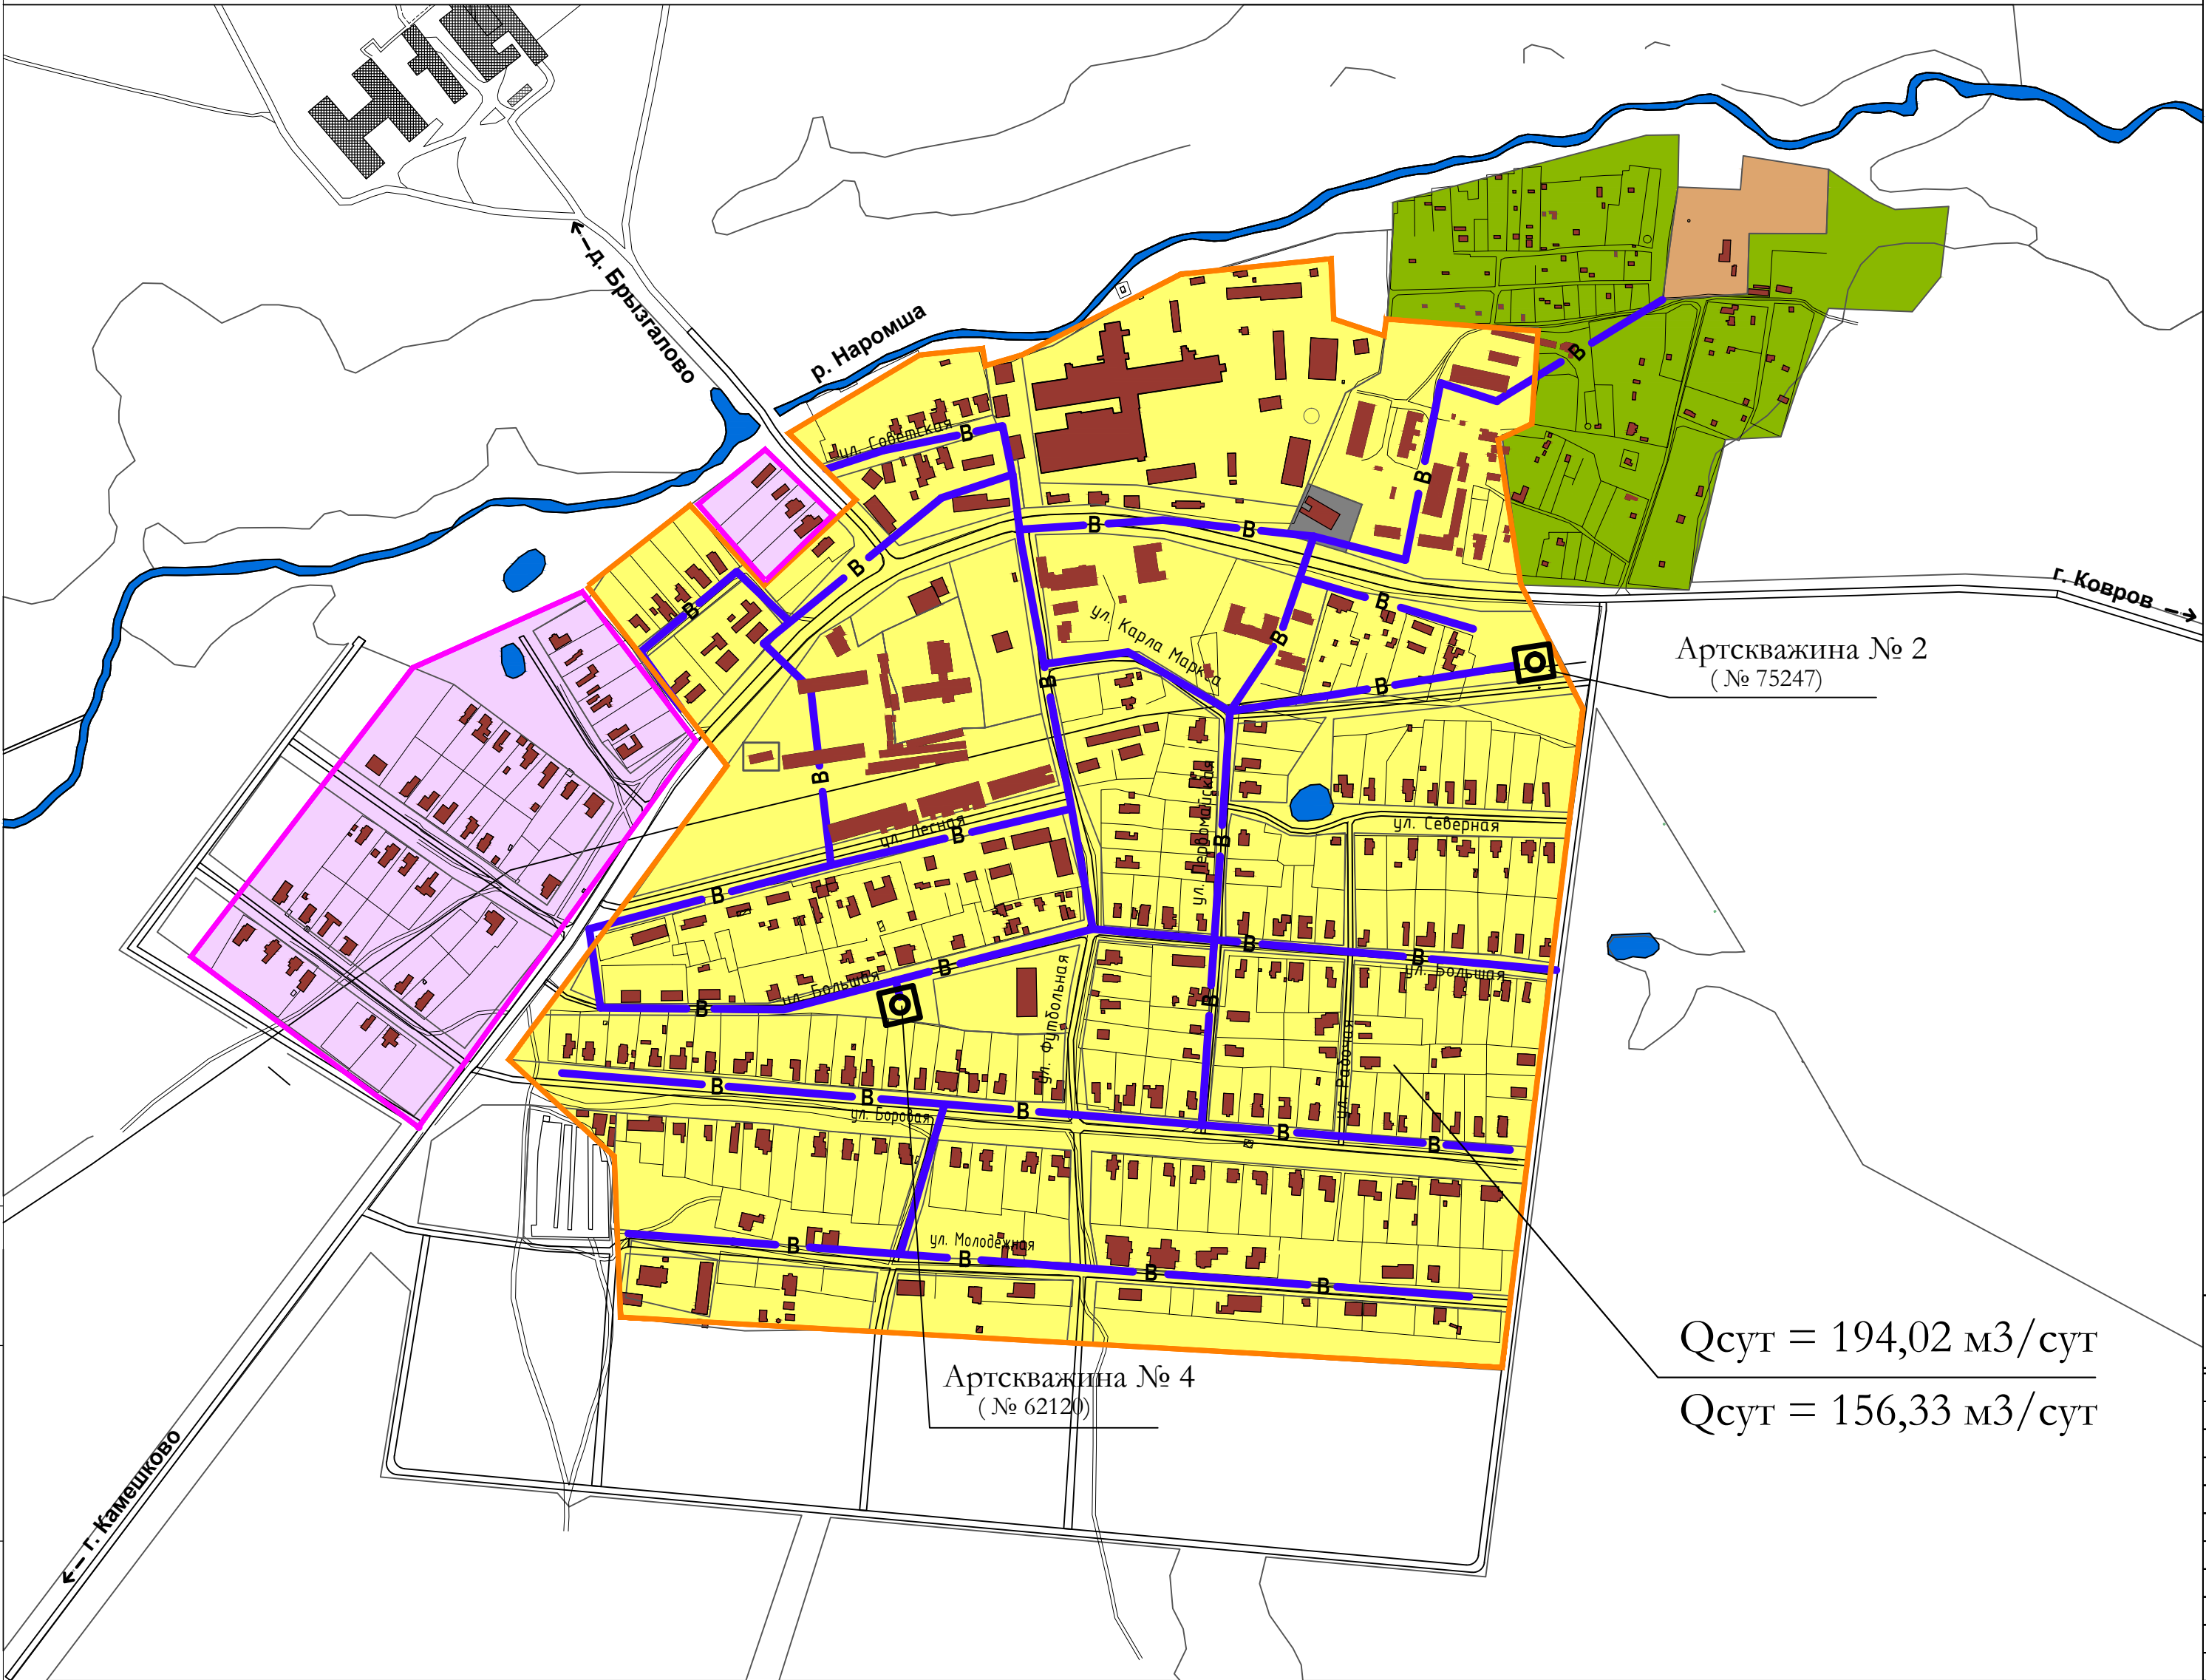 ←д. Брызгалово
р. Наромша
ул. Советская
В
В
В
В
В
В
В
г. Ковров →
В
В
ул. Карла Маркса
В
Артскважина № 2
( № 75247)
В
В
В
ул. Первомайская
ул. Лесная
В
ул. Северная
В
В
В
В
ул. Большая
В
ул. Большая
В
В
В
ул. Футбольная
ул. Рабочая
В
В
В
ул. Боровая
В
В
ул. Молодежная
В
В
В
В
Qсут = 194,02 м3/сут
Артскважина № 4
( № 62120)
Qсут = 156,33 м3/сут
← г. Камешково